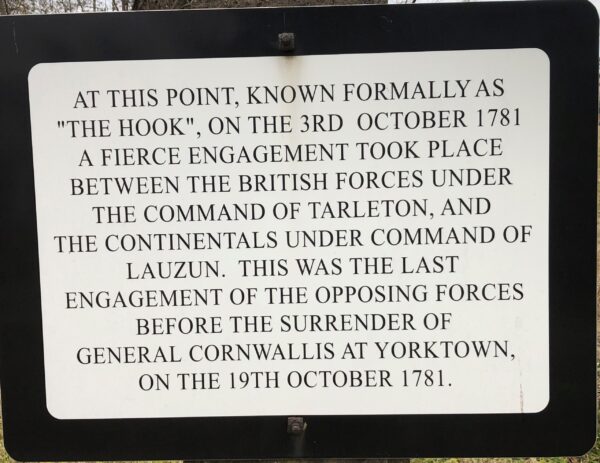 AT THIS POINT, KNOWN FORMALLY AS
"THE HOOK", ON THE 3RD OCTOBER 1781
A FIERCE ENGAGEMENT TOOK PLACE
BETWEEN THE BRITISH FORCES UNDER
THE COMMAND OF TARLETON, AND
THE CONTINENTALS UNDER COMMAND OF
LAUZUN. THIS WAS THE LAST
ENGAGEMENT OF THE OPPOSING FORCES
BEFORE THE SURRENDER OF
GENERAL CORNWALLIS AT YORKTOWN,
ON THE 19TH OCTOBER 1781.